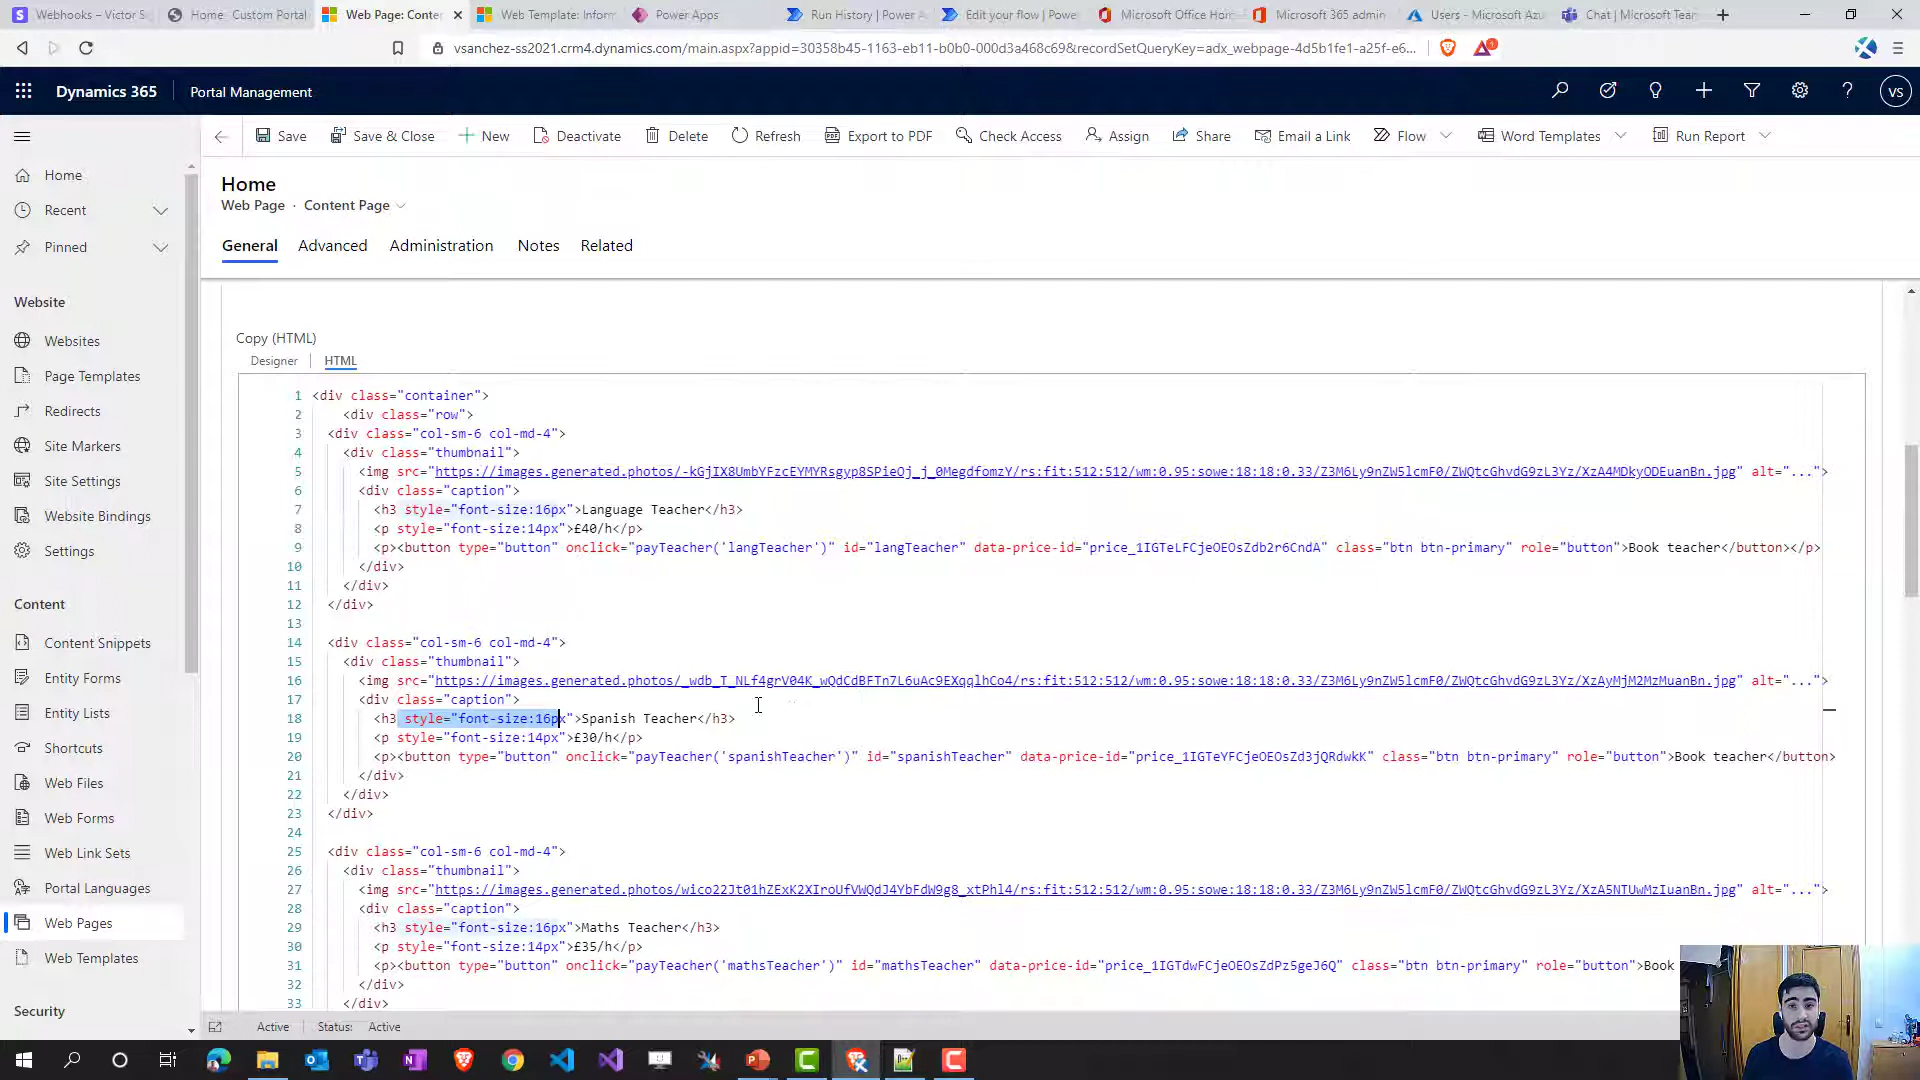 Webhooks – Victor S
Home · Custom Portal
Web Page: Conte
Web Template: Inform
Power Apps
Run History | Power A
Edit your flow | Powe
Microsoft Office Hom
Microsoft 365 admin
Users - Microsoft Azu
Chat | Microsoft Team
vsanchez-ss2021.crm4.dynamics.com/main.aspx?appid=30358b45-1163-eb11-b0b0-000d3a468c69&recordSetQueryKey=adx_webpage-4d5b1fe1-a25f-e6...
Dynamics 365
Portal Management
VS
Save
Save & Close
New
Deactivate
Delete
Refresh
Export to PDF
Check Access
Assign
Share
Email a Link
Flow
Word Templates
Run Report
Home
Recent
Pinned
Website
Websites
Page Templates
Redirects
Site Markers
Site Settings
Website Bindings
Settings
Content
Content Snippets
Entity Forms
Entity Lists
Shortcuts
Web Files
Web Forms
Web Link Sets
Portal Languages
Web Pages
Web Templates
Security
Home
Web Page · Content Page
General
Advanced
Administration
Notes
Related
Copy (HTML)
Designer
HTML
1 <div class="container">
2 <div class="row">
3 <div class="col-sm-6 col-md-4">
4 <div class="thumbnail">
5 <img src="https://images.generated.photos/-kGjIX8UmbYFzcEYMYRsgyp8SPieOj_j_0MegdfomzY/rs:fit:512:512/wm:0.95:sowe:18:18:0.33/Z3M6Ly9nZW5lcmF0/ZWQtcGhvdG9zL3Yz/XzA4MDkyODEuanBn.jpg" alt="...">
6 <div class="caption">
7 <h3 style="font-size:16px">Language Teacher</h3>
8 <p style="font-size:14px">£40/h</p>
9 <p><button type="button" onclick="payTeacher('langTeacher')" id="langTeacher" data-price-id="price_1IGTeLFCjeOEOsZdb2r6CndA" class="btn btn-primary" role="button">Book teacher</button></p>
10 </div>
11 </div>
12 </div>
13
14 <div class="col-sm-6 col-md-4">
15 <div class="thumbnail">
16 <img src="https://images.generated.photos/_wdb_T_NLf4grV04K_wQdCdBFTn7L6uAc9EXqqlhCo4/rs:fit:512:512/wm:0.95:sowe:18:18:0.33/Z3M6Ly9nZW5lcmF0/ZWQtcGhvdG9zL3Yz/XzAyMjM2MzMuanBn.jpg" alt="...">
17 <div class="caption">
18 <h3 style="font-size:16px">Spanish Teacher</h3>
19 <p style="font-size:14px">£30/h</p>
20 <p><button type="button" onclick="payTeacher('spanishTeacher')" id="spanishTeacher" data-price-id="price_1IGTeYFCjeOEOsZd3jQRdwkK" class="btn btn-primary" role="button">Book teacher</button>
21 </div>
22 </div>
23 </div>
24
25 <div class="col-sm-6 col-md-4">
26 <div class="thumbnail">
27 <img src="https://images.generated.photos/wico22Jt01hZExK2XIroUfVWQdJ4YbFdW9g8_xtPhl4/rs:fit:512:512/wm:0.95:sowe:18:18:0.33/Z3M6Ly9nZW5lcmF0/ZWQtcGhvdG9zL3Yz/XzA5NTUwMzIuanBn.jpg" alt="...">
28 <div class="caption">
29 <h3 style="font-size:16px">Maths Teacher</h3>
30 <p style="font-size:14px">£35/h</p>
31 <p><button type="button" onclick="payTeacher('mathsTeacher')" id="mathsTeacher" data-price-id="price_1IGTdwFCjeOEOsZdPz5geJ6Q" class="btn btn-primary" role="button">Book
32 </div>
33 </div>
Active
Status: Active